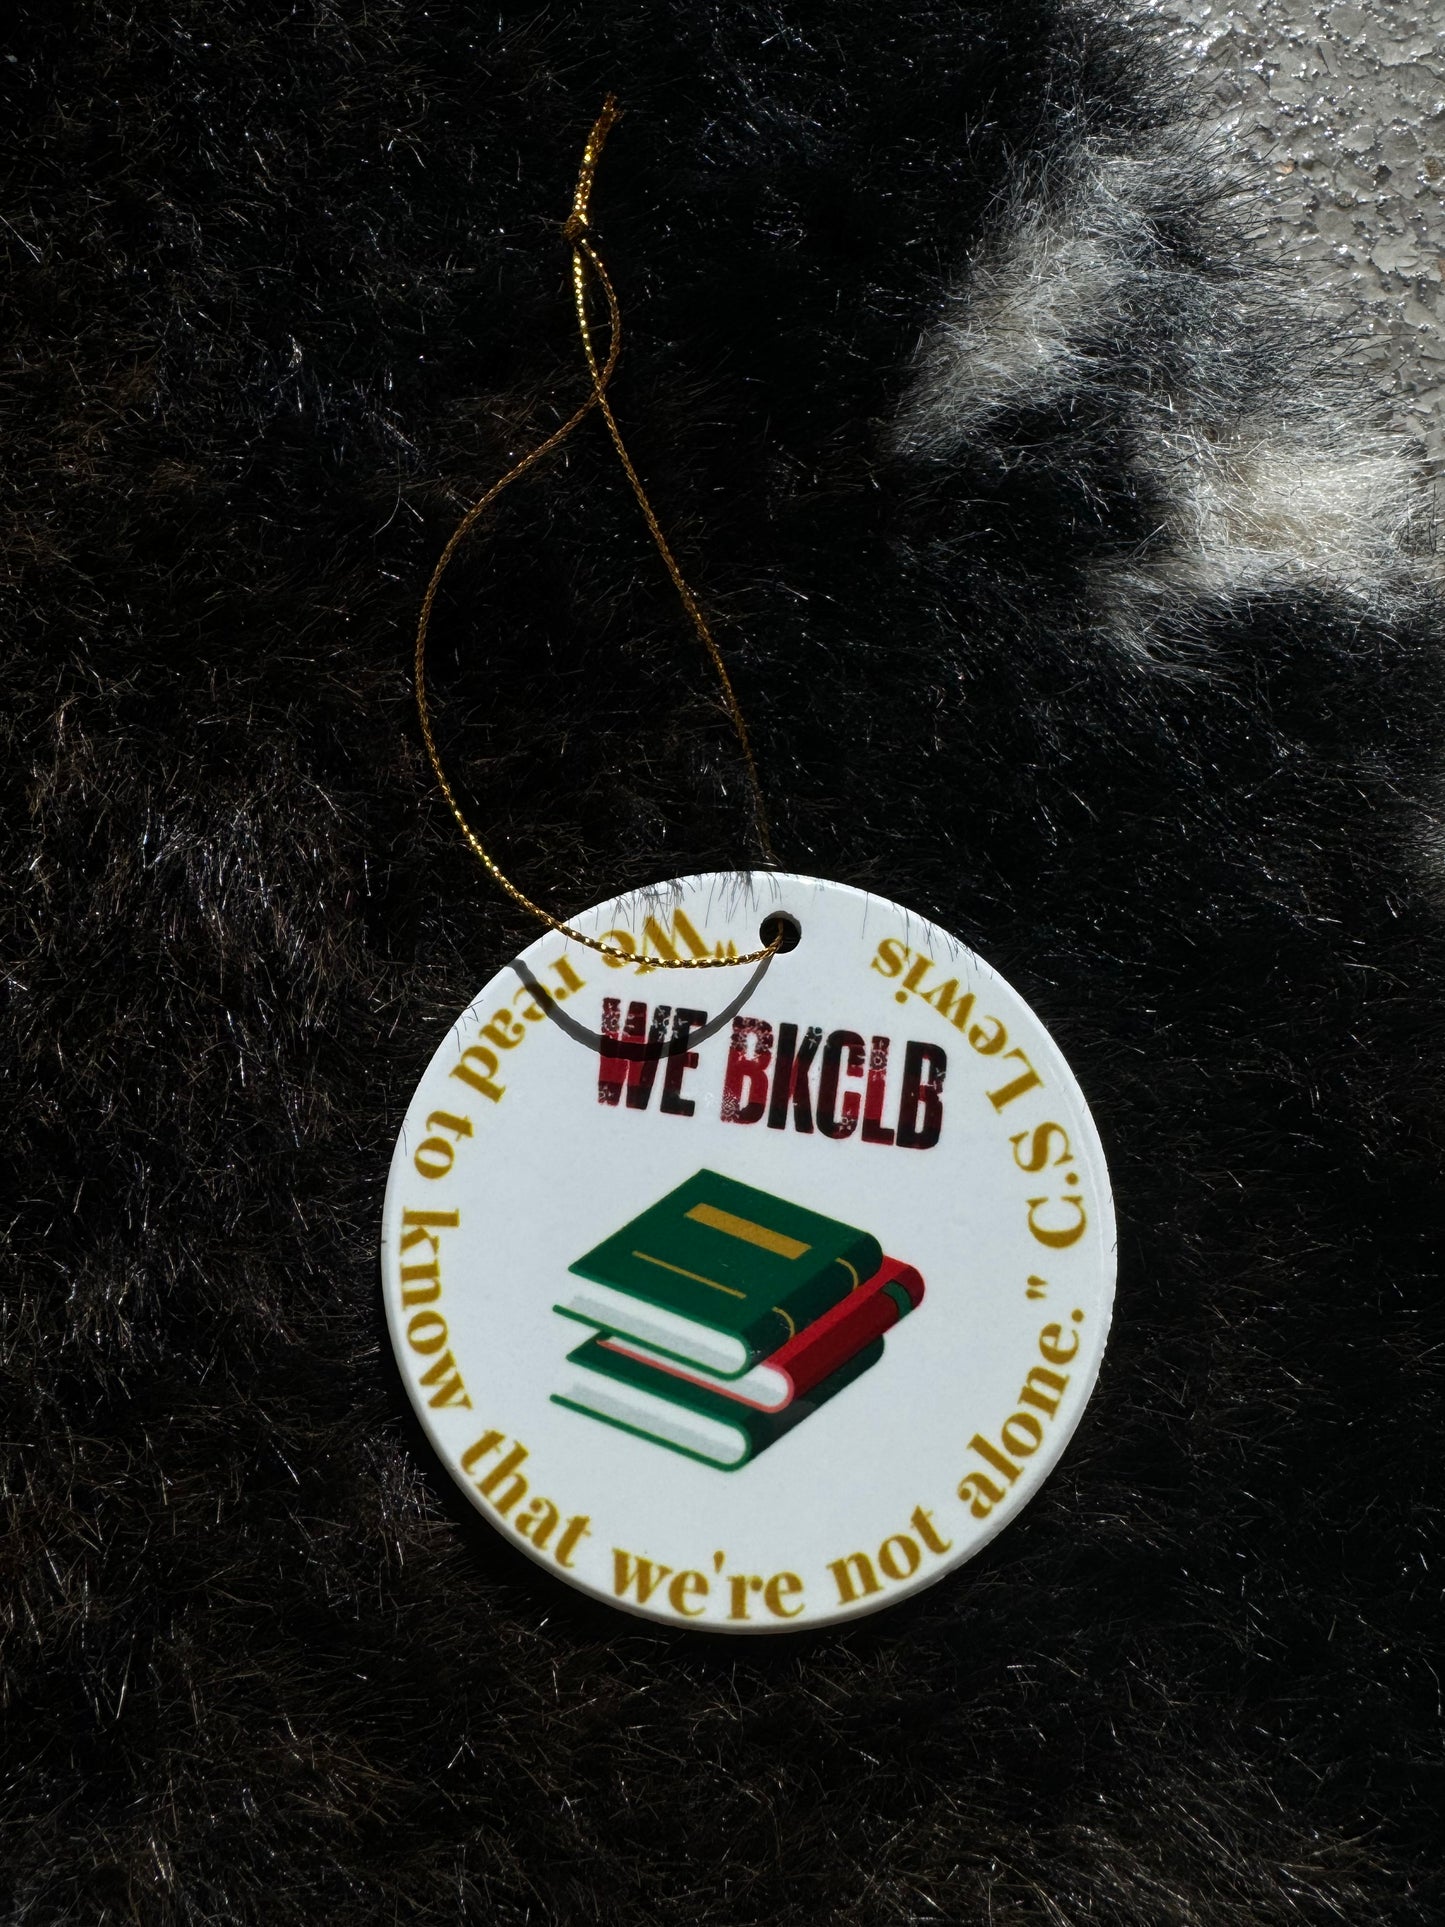 "We read to know that we're not alone." C.S Lewis
WE BKCLB